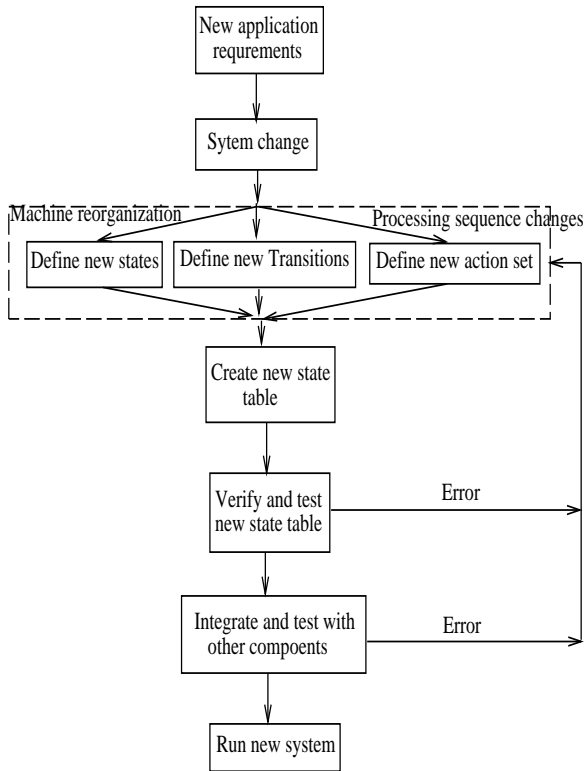 New application
requrements
Sytem change
Machine reorganization
Processing sequence changes
Define new states
Define new Transitions
Define new action set
Create new state
table
Verify and test
new state table
Error
Integrate and test with
other compoents
Error
Run new system